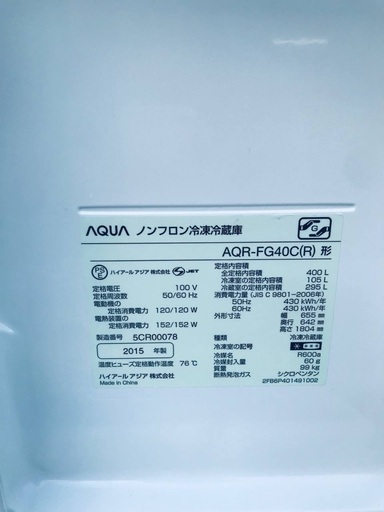 AQUA ノンフロン冷凍冷蔵庫
G
AQR-FG40C(R) 形
PS E ハイアール アジア 株式会社 JET
定格電圧 100 V
定格周波数 50/60 Hz
電動機の
定格消費電力 120/120 W
電熱装置の
定格消費電力 152/152 W
製造番号 5CR00078
2015 年製
温度ヒューズ定格動作温度 76℃
ハイアール アジア 株式会社
Made in China
定格内容積
全定格内容積 400 L
冷凍室の定格内容積 105 L
冷蔵室の定格内容積 295 L
消費電力量 (JIS C 9801-2006年)
50Hz 430 kWh/年
60Hz 430 kWh/年
外形寸法 幅 655 mm
奥行 642 mm
高さ 1804 mm
種類 冷凍冷蔵庫
冷凍室の記号
冷媒名 R600a
冷媒封入量 60 g
質量 99 kg
断熱発泡ガス シクロペンタン
2FB6P401491002